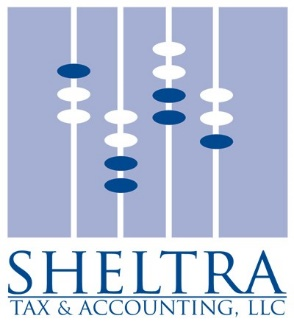 SHELTRA
TAX & ACCOUNTING, LLC